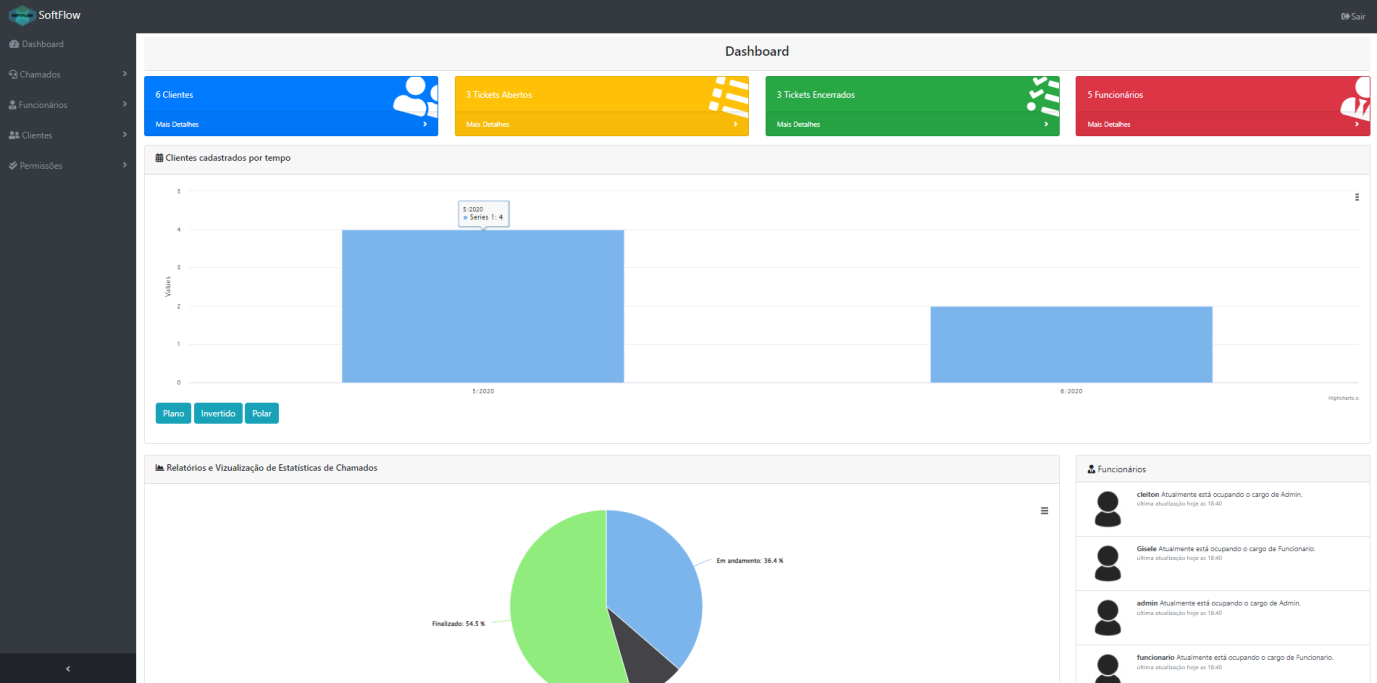 SoftFlow
Sair
Dashboard
Chamados
Funcionários
Clientes
Permissões
Dashboard
6 Clientes
Mais Detalhes
3 Tickets Abertos
Mais Detalhes
3 Tickets Encerrados
Mais Detalhes
5 Funcionários
Mais Detalhes
Clientes cadastrados por tempo
5
4
3
2
1
0
Values
5/2020
Series 1: 4
5/2020
6/2020
Plano
Invertido
Polar
Relatórios e Vizualização de Estatísticas de Chamados
Em andamento: 36.4 %
Finalizado: 54.5 %
Funcionários
cleiton Atualmente está ocupando o cargo de Admin.
última atualização hoje as 18:40
Gisele Atualmente está ocupando o cargo de Funcionario.
última atualização hoje as 18:40
admin Atualmente está ocupando o cargo de Admin.
última atualização hoje as 18:40
funcionario Atualmente está ocupando o cargo de Funcionario.
última atualização hoje as 18:40